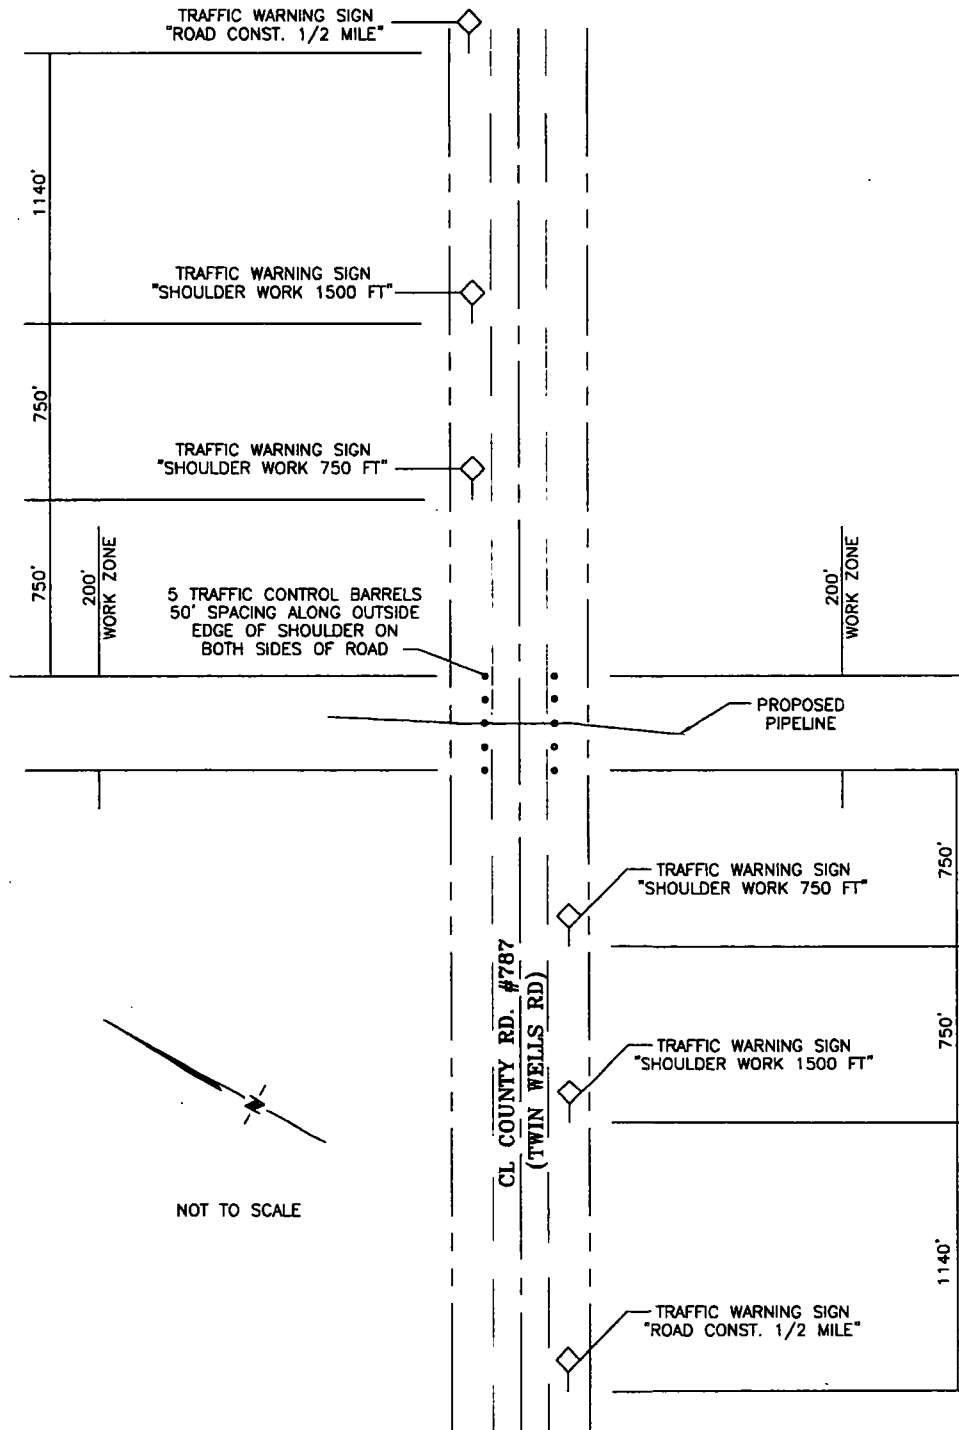 TRAFFIC WARNING SIGN
"ROAD CONST. 1/2 MILE"
1140'
TRAFFIC WARNING SIGN
"SHOULDER WORK 1500 FT"
750'
TRAFFIC WARNING SIGN
"SHOULDER WORK 750 FT"
750'
200'
WORK ZONE
5 TRAFFIC CONTROL BARRELS
50' SPACING ALONG OUTSIDE
EDGE OF SHOULDER ON
BOTH SIDES OF ROAD
200'
WORK ZONE
PROPOSED
PIPELINE
TRAFFIC WARNING SIGN
"SHOULDER WORK 750 FT"
750'
CL COUNTY RD. #787
(TWIN WELLS RD)
TRAFFIC WARNING SIGN
"SHOULDER WORK 1500 FT"
750'
N
NOT TO SCALE
1140'
TRAFFIC WARNING SIGN
"ROAD CONST. 1/2 MILE"